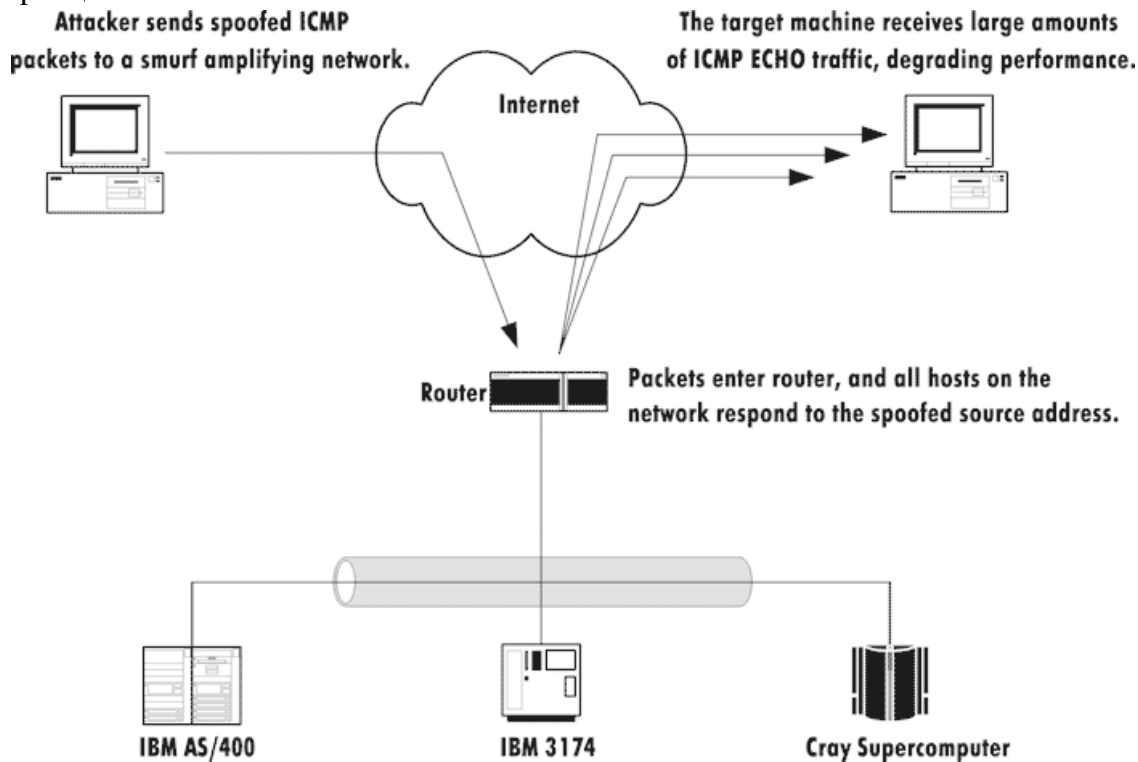 Attacker sends spoofed ICMP
packets to a smurf amplifying network.
The target machine receives large amounts
of ICMP ECHO traffic, degrading performance.
Internet
Router
Packets enter router, and all hosts on the
network respond to the spoofed source address.
IBM AS/400
IBM 3174
Cray Supercomputer